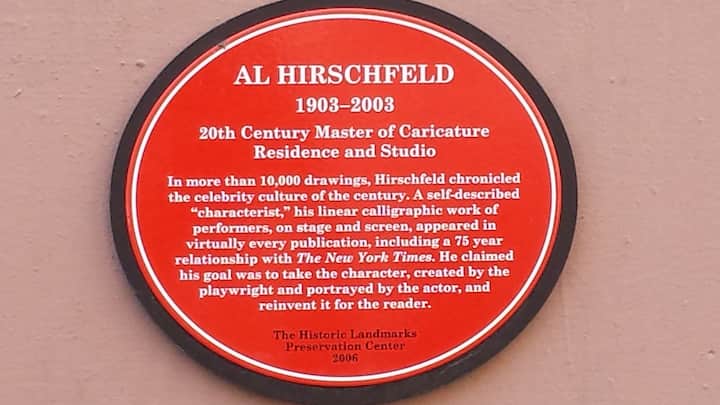 AL HIRSCHFELD
1903–2003
20th Century Master of Caricature
Residence and Studio
In more than 10,000 drawings, Hirschfeld chronicled
the celebrity culture of the century. A self-described
“characterist,” his linear calligraphic work of
performers, on stage and screen, appeared in
virtually every publication, including a 75 year
relationship with The New York Times. He claimed
his goal was to take the character, created by the
playwright and portrayed by the actor, and
reinvent it for the reader.
The Historic Landmarks
Preservation Center
2006